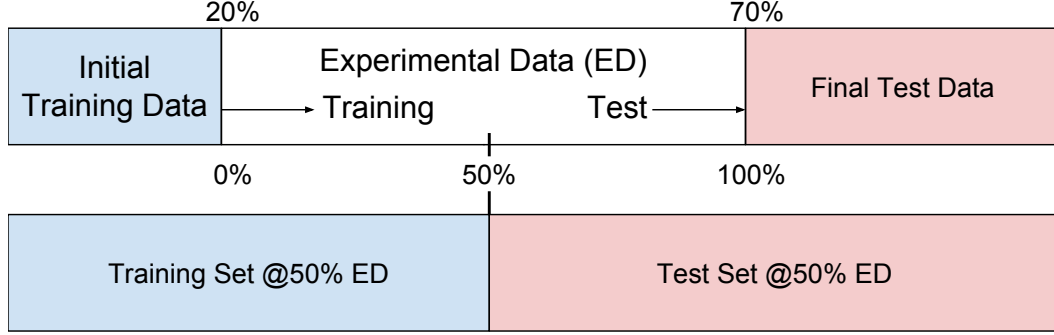 20% 70%
Initial
Training Data
Experimental Data (ED)
Training Test
Final Test Data
0% 50% 100%
Training Set @50% ED
Test Set @50% ED